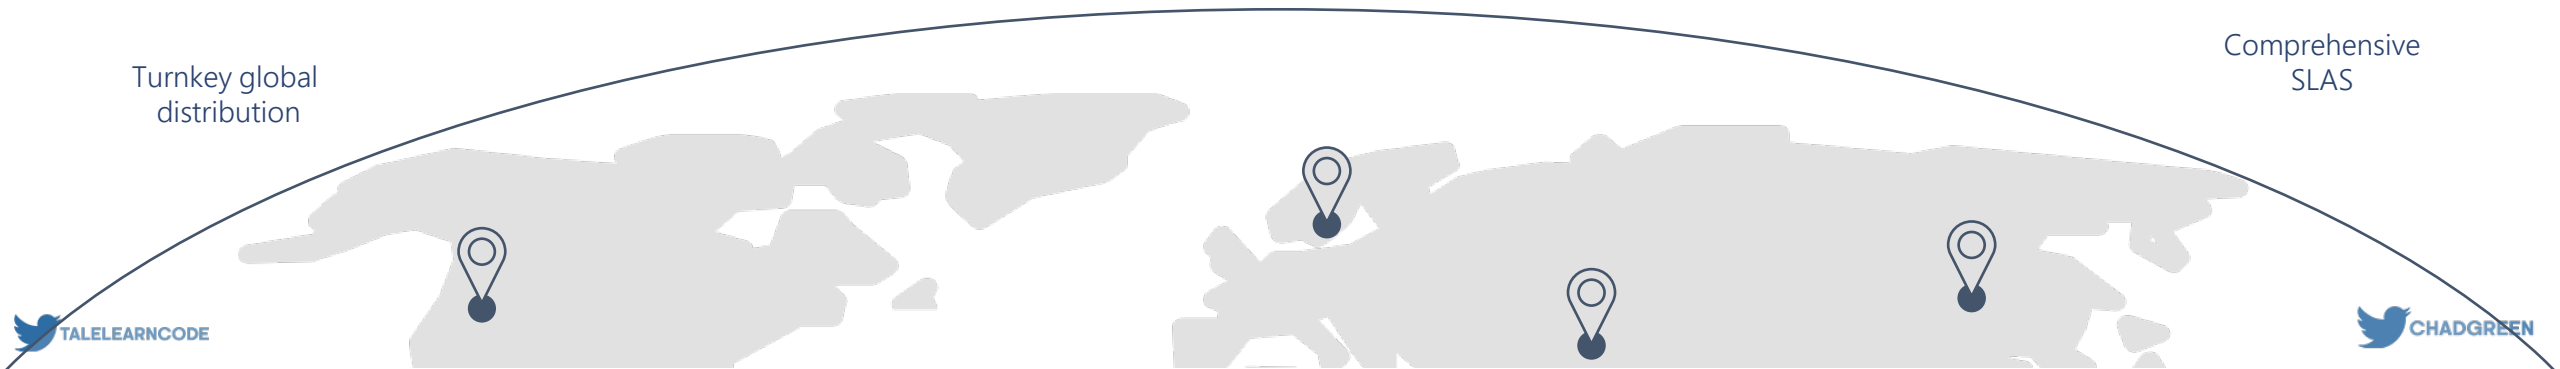 Turnkey global
distribution
Comprehensive
SLAS
TALELEARNCODE
CHADGREEN